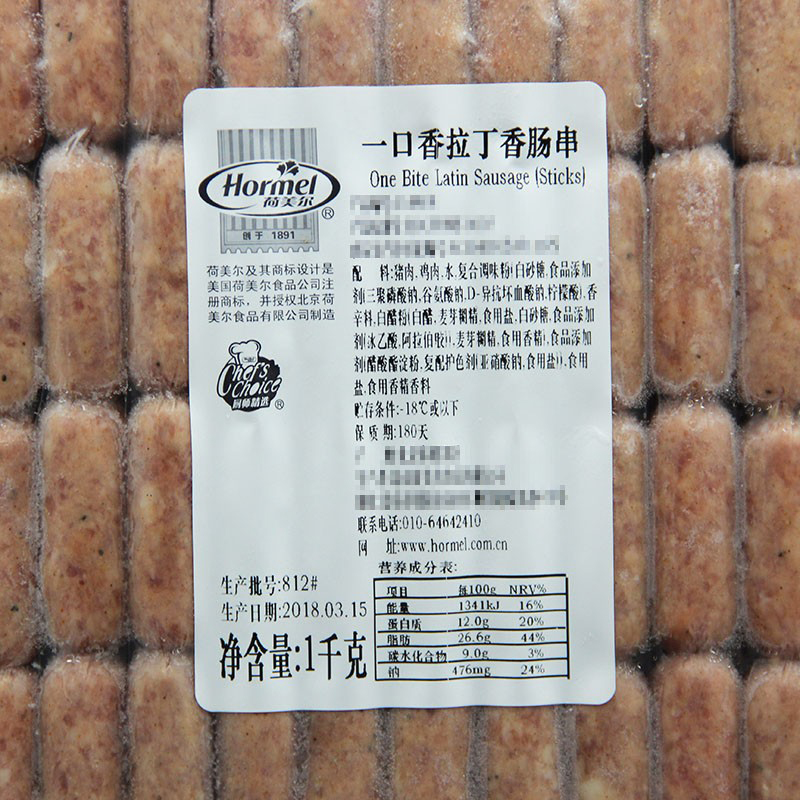 Hormel
荷美尔
®
创于 1891
荷美尔及其商标设计是
美国荷美尔食品公司注
册商标，并授权北京荷
美尔食品有限公司制造
Chef's
Choice
厨师精选
®
一口香拉丁香肠串
One Bite Latin Sausage (Sticks)
配 料:猪肉,鸡肉,水,复合调味粉(白砂糖,食品添加
剂(三聚磷酸钠,谷氨酸钠,D-异抗坏血酸钠,柠檬酸),香
辛料,白醋粉(白醋,麦芽糊精,食用盐,白砂糖,食品添加
剂(冰乙酸,阿拉伯胶)),麦芽糊精,食用香精),食品添加
剂(醋酸酯淀粉,复配护色剂(亚硝酸钠,食用盐)),食用
盐,食用香精香料
贮存条件:-18℃或以下
保质期:180天
联系电话:010-64642410
网 址:www.hormel.com.cn
营养成分表:
项目 每100g NRV%
能量 1341kJ 16%
蛋白质 12.0g 20%
脂肪 26.6g 44%
碳水化合物 9.0g 3%
钠 476mg 24%
生产批号:812#
生产日期:2018.03.15
净含量:1千克